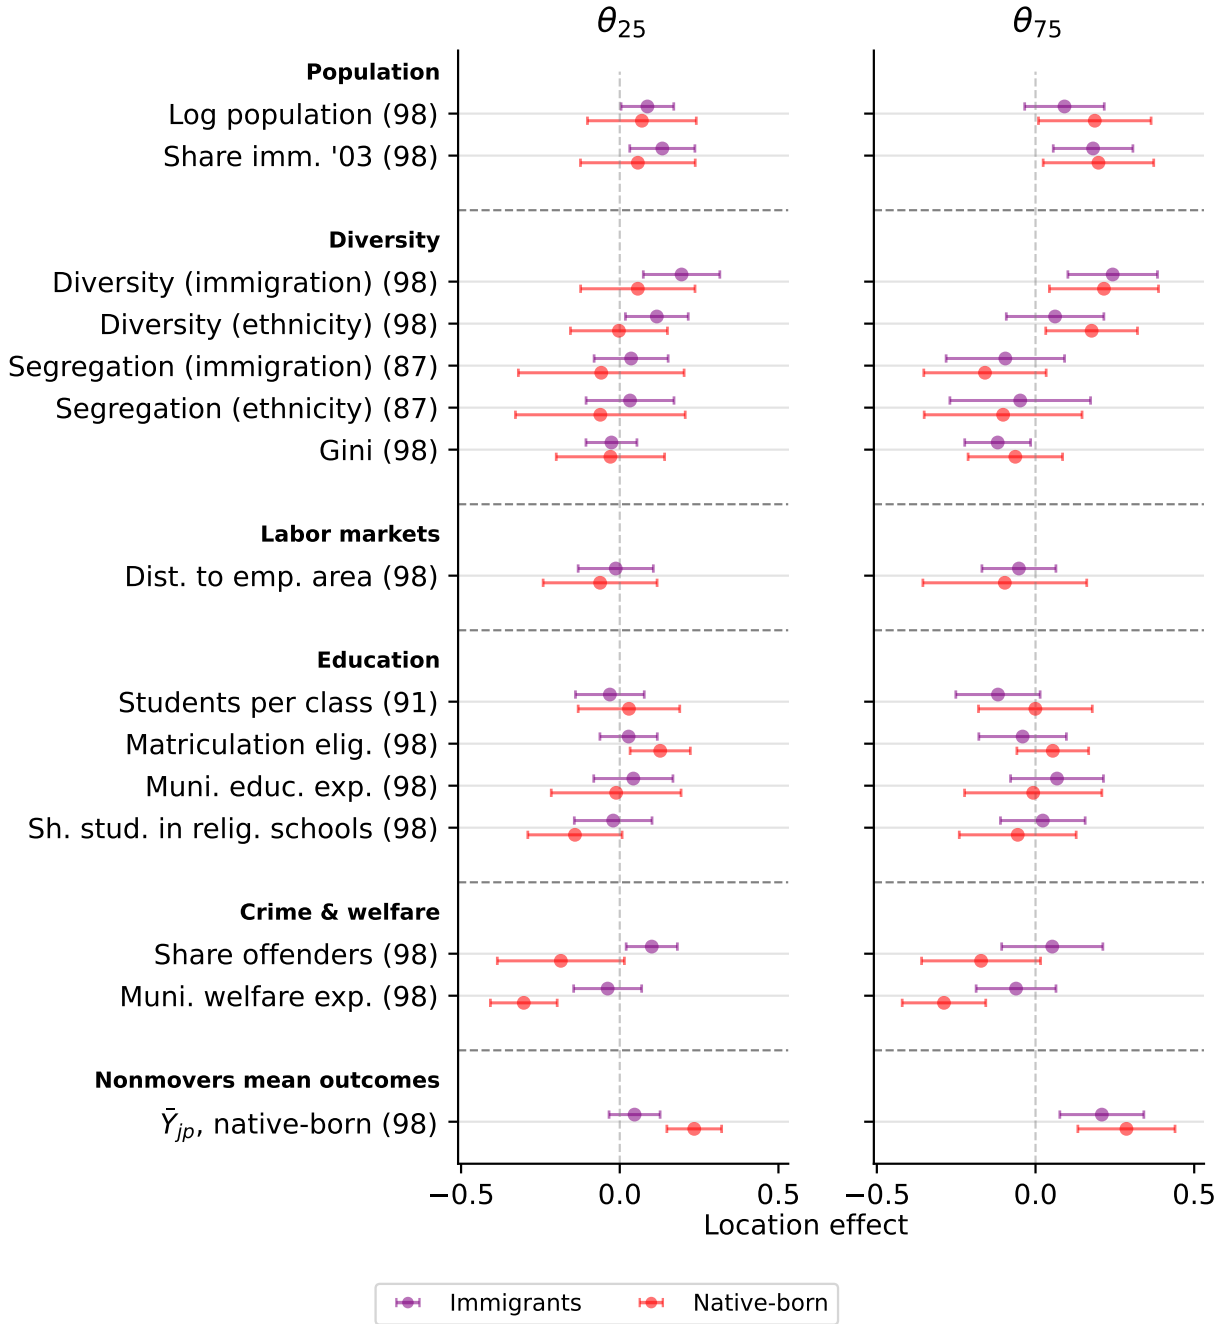 θ25 θ75
Population
Log population (98)
Share imm. '03 (98)
Diversity
Diversity (immigration) (98)
Diversity (ethnicity) (98)
Segregation (immigration) (87)
Segregation (ethnicity) (87)
Gini (98)
Labor markets
Dist. to emp. area (98)
Education
Students per class (91)
Matriculation elig. (98)
Muni. educ. exp. (98)
Sh. stud. in relig. schools (98)
Crime & welfare
Share offenders (98)
Muni. welfare exp. (98)
Nonmovers mean outcomes
Ȳjp, native-born (98)
−0.5 0.0 0.5 −0.5 0.0 0.5
Location effect
Immigrants Native-born